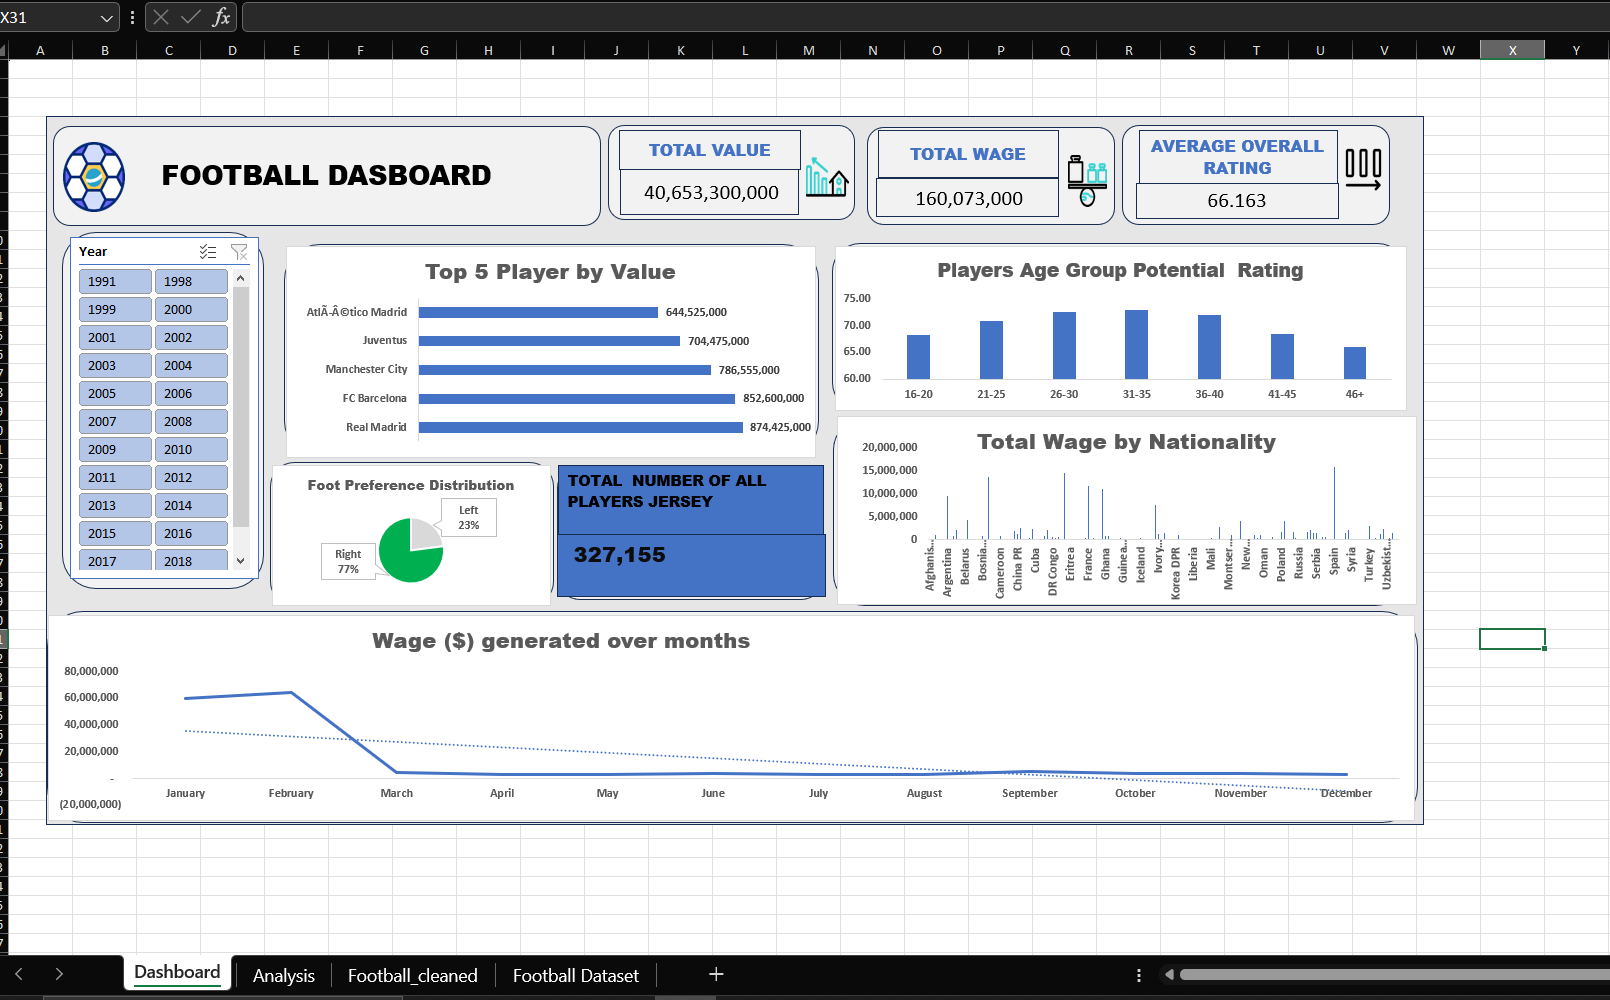 X31
fx
A B C D E F G H I J K L M N O P Q R S T U V W X Y
FOOTBALL DASBOARD
TOTAL VALUE
40,653,300,000
TOTAL WAGE
160,073,000
AVERAGE OVERALL
RATING
66.163
Year
1991 1998
1999 2000
2001 2002
2003 2004
2005 2006
2007 2008
2009 2010
2011 2012
2013 2014
2015 2016
2017 2018
Top 5 Player by Value
AtlÃ·Â©tico Madrid 644,525,000
Juventus 704,475,000
Manchester City 786,555,000
FC Barcelona 852,600,000
Real Madrid 874,425,000
Players Age Group Potential Rating
75.00
70.00
65.00
60.00
16-20 21-25 26-30 31-35 36-40 41-45 46+
Foot Preference Distribution
Left
23%
Right
77%
TOTAL NUMBER OF ALL
PLAYERS JERSEY
327,155
Total Wage by Nationality
20,000,000
15,000,000
10,000,000
5,000,000
0
Afghanis...
Argentina
Belarus
Bosnia...
Cameroon
China PR
Cuba
DR Congo
Eritrea
France
Ghana
Guinea...
Iceland
Ivory...
Korea DPR
Liberia
Mali
Montser...
New...
Oman
Poland
Russia
Serbia
Spain
Syria
Turkey
Uzbekist...
Wage ($) generated over months
80,000,000
60,000,000
40,000,000
20,000,000
-
(20,000,000)
January February March April May June July August September October November December
Dashboard Analysis Football_cleaned Football Dataset +